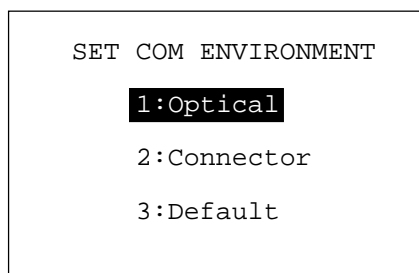 SET COM ENVIRONMENT
1:Optical
2:Connector
3:Default